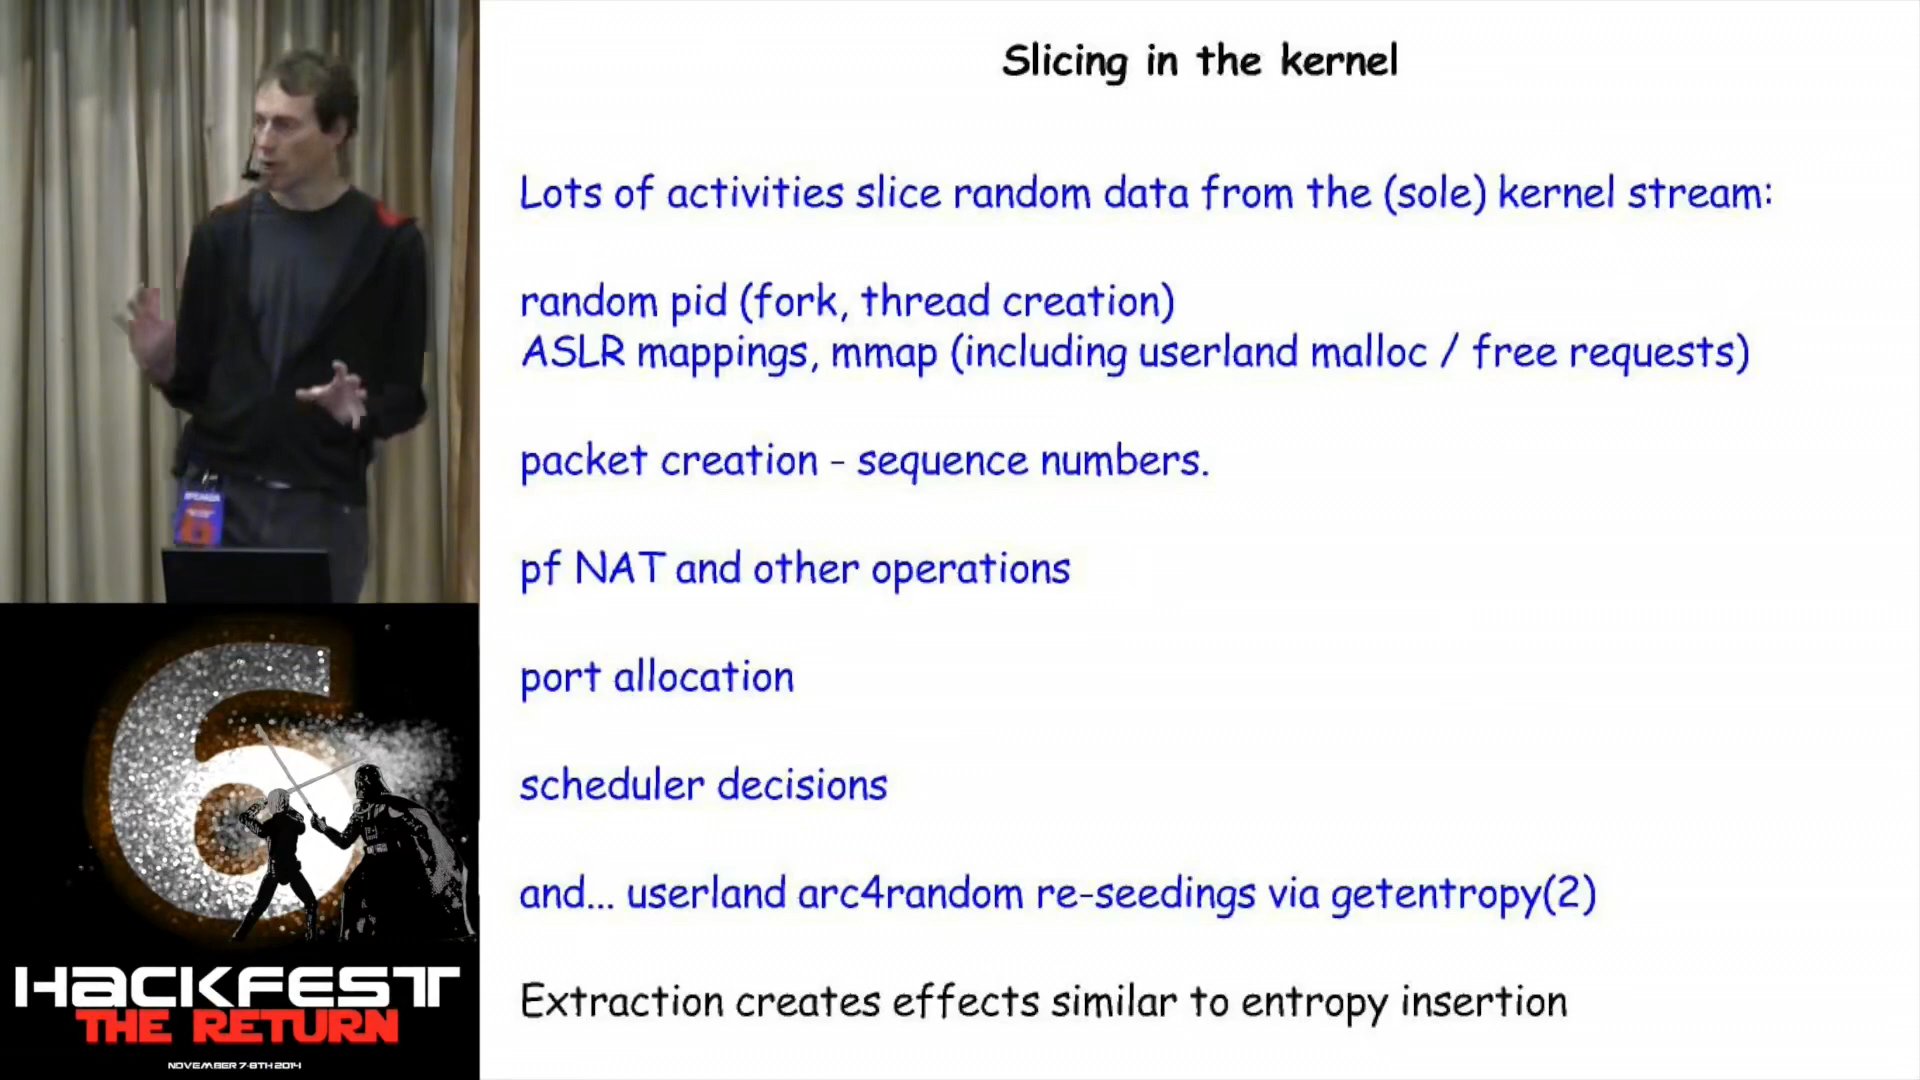 Slicing in the kernel
Lots of activities slice random data from the (sole) kernel stream:
random pid (fork, thread creation)
ASLR mappings, mmap (including userland malloc / free requests)
packet creation - sequence numbers.
pf NAT and other operations
port allocation
scheduler decisions
and... userland arc4random re-seedings via getentropy(2)
Extraction creates effects similar to entropy insertion
SPEAKER
6
HACKFEST
THE RETURN
NOVEMBER 7-8TH 2014